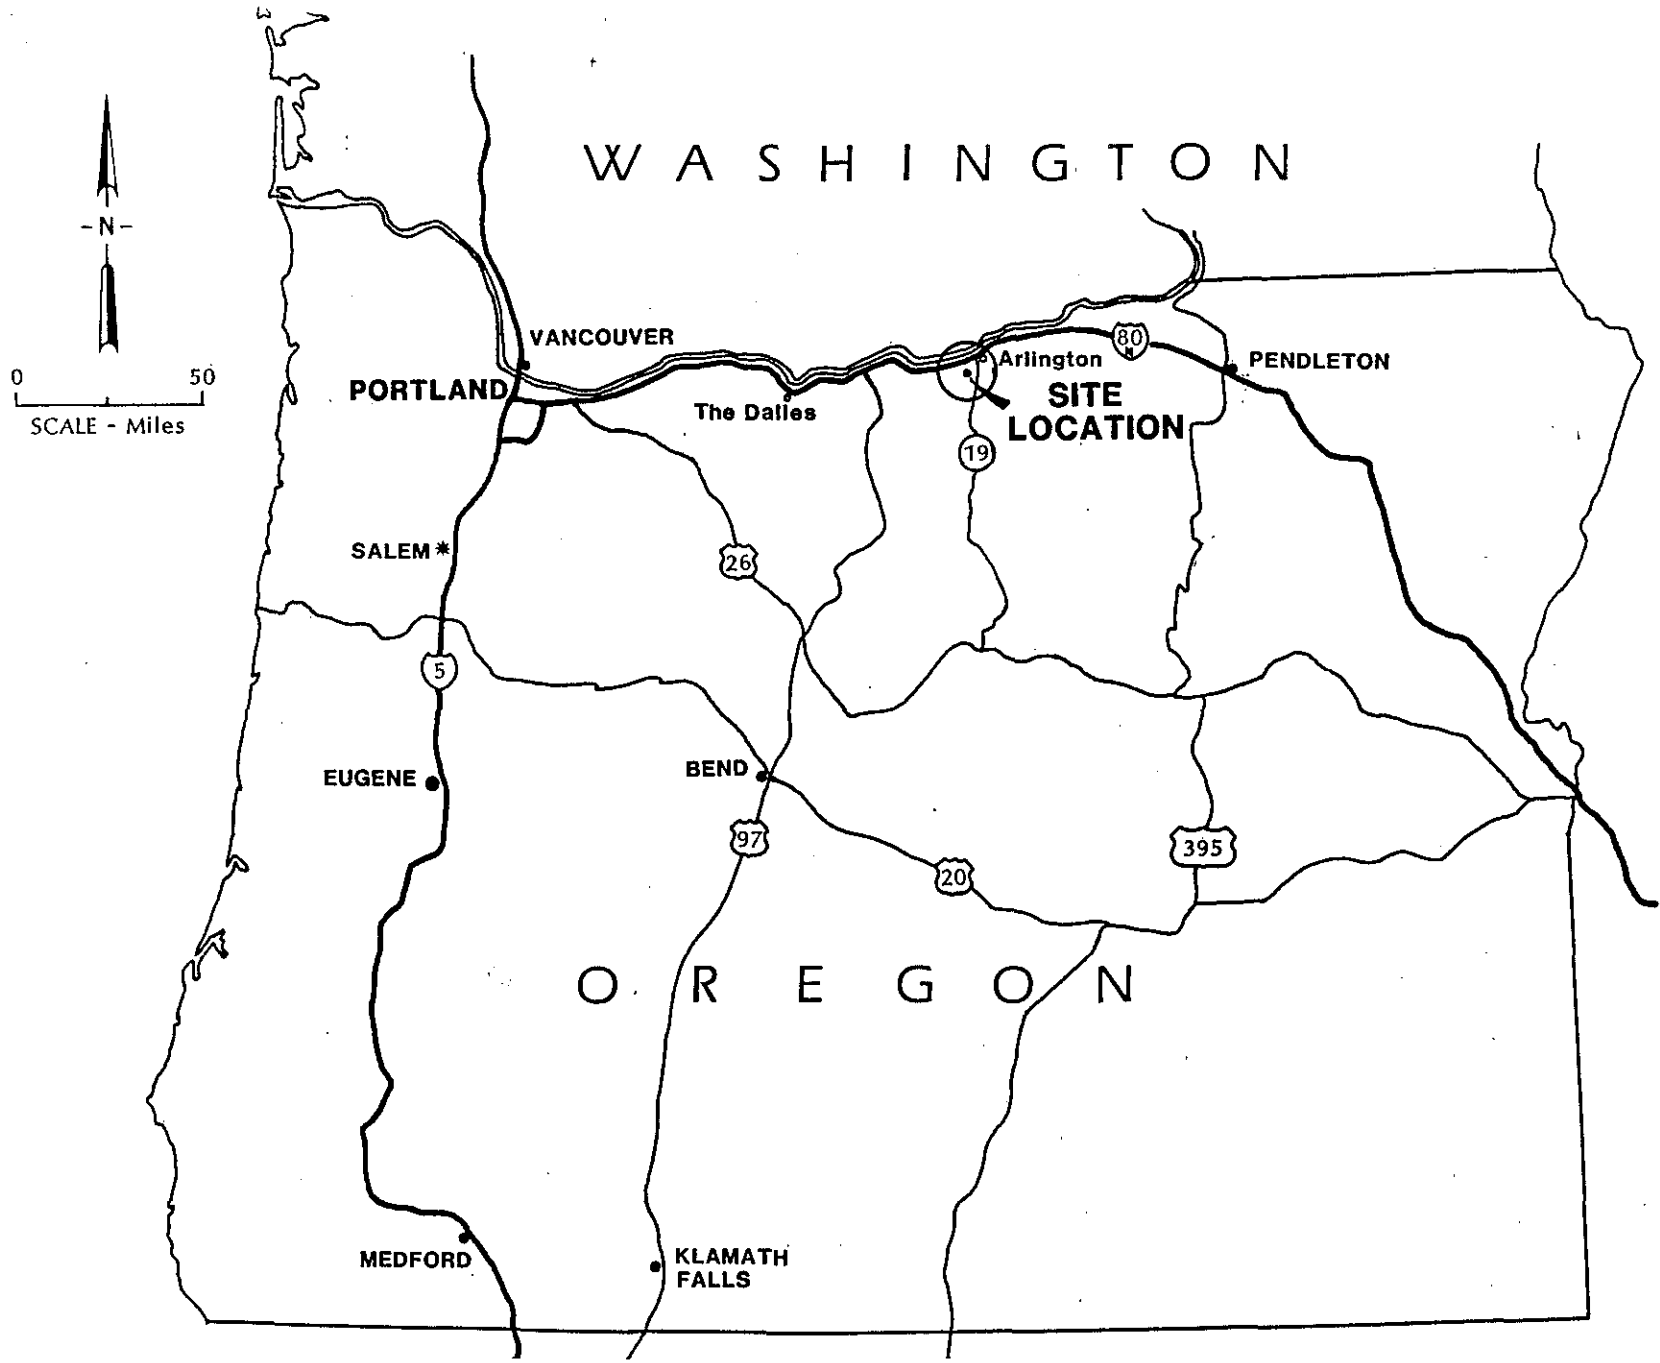 WASHINGTON
-N-
VANCOUVER
80
N
Arlington
PENDLETON
0 50
SCALE - Miles
PORTLAND
The Dalles
SITE
LOCATION
19
SALEM *
26
5
EUGENE
BEND
97
20
395
OREGON
MEDFORD
KLAMATH
FALLS